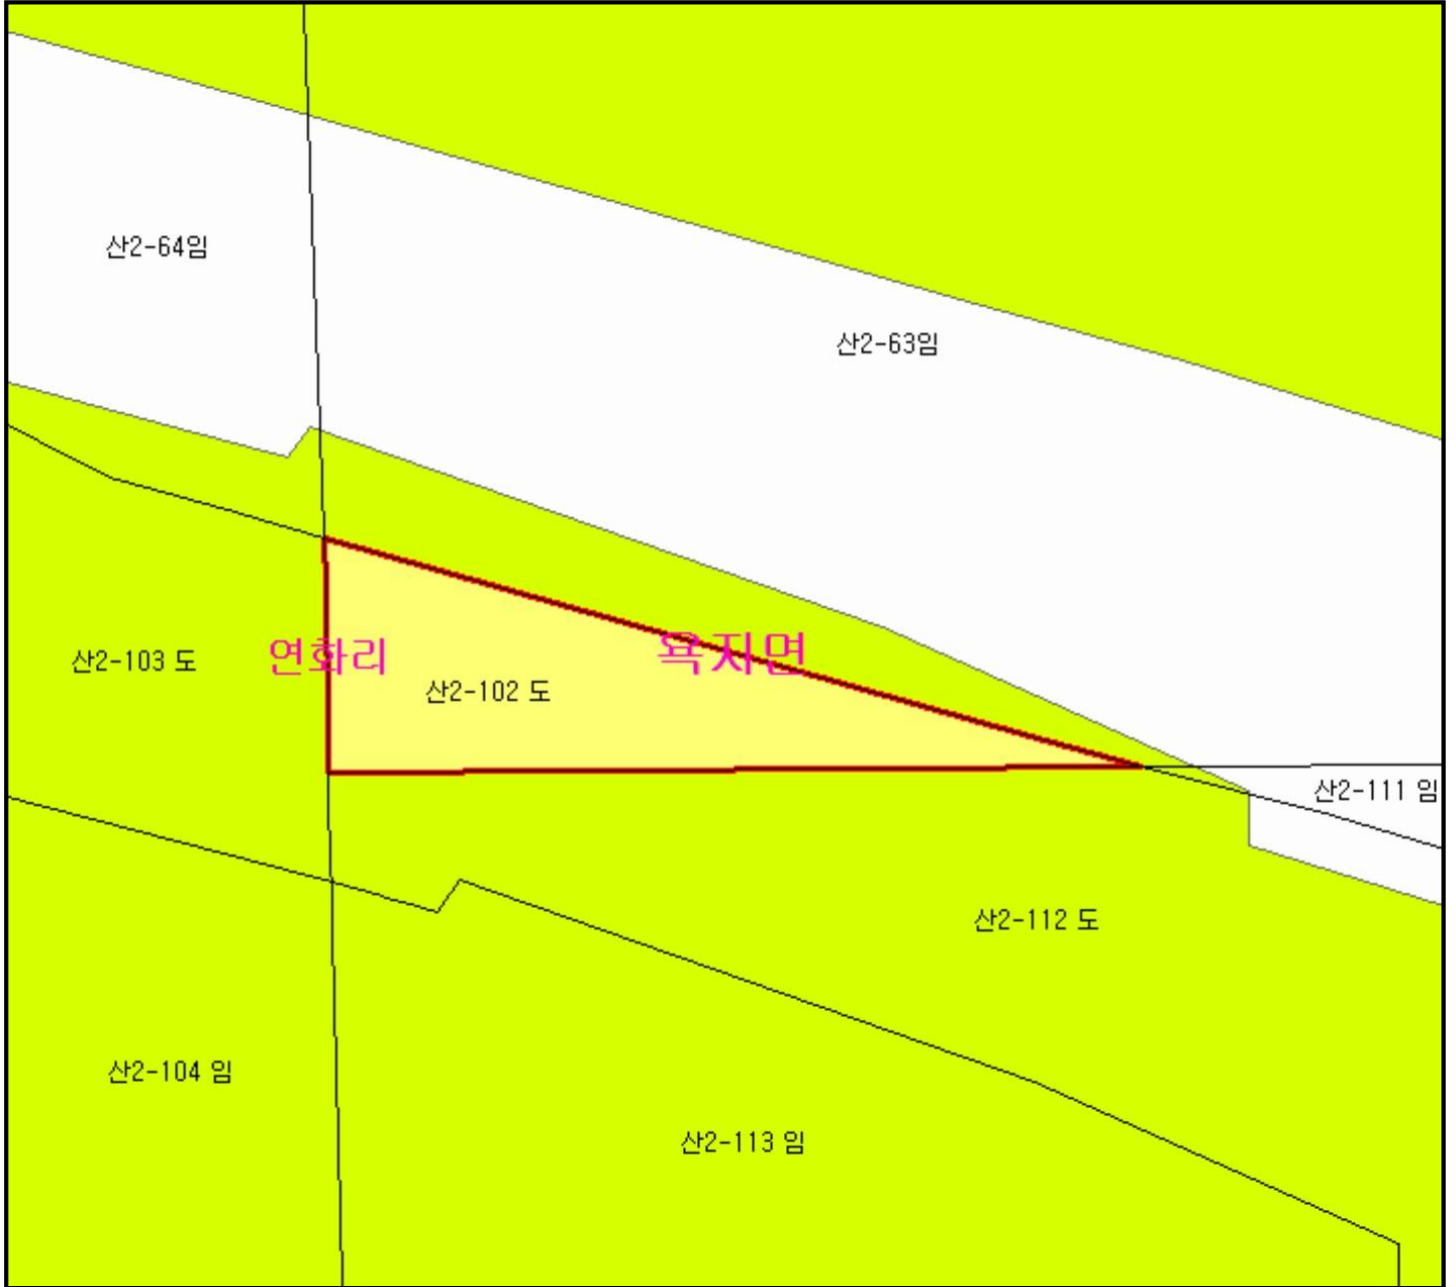 산2-64임
산2-63임
연화리
욕지면
산2-103 도
산2-102 도
산2-111 임
산2-112 도
산2-104 임
산2-113 임